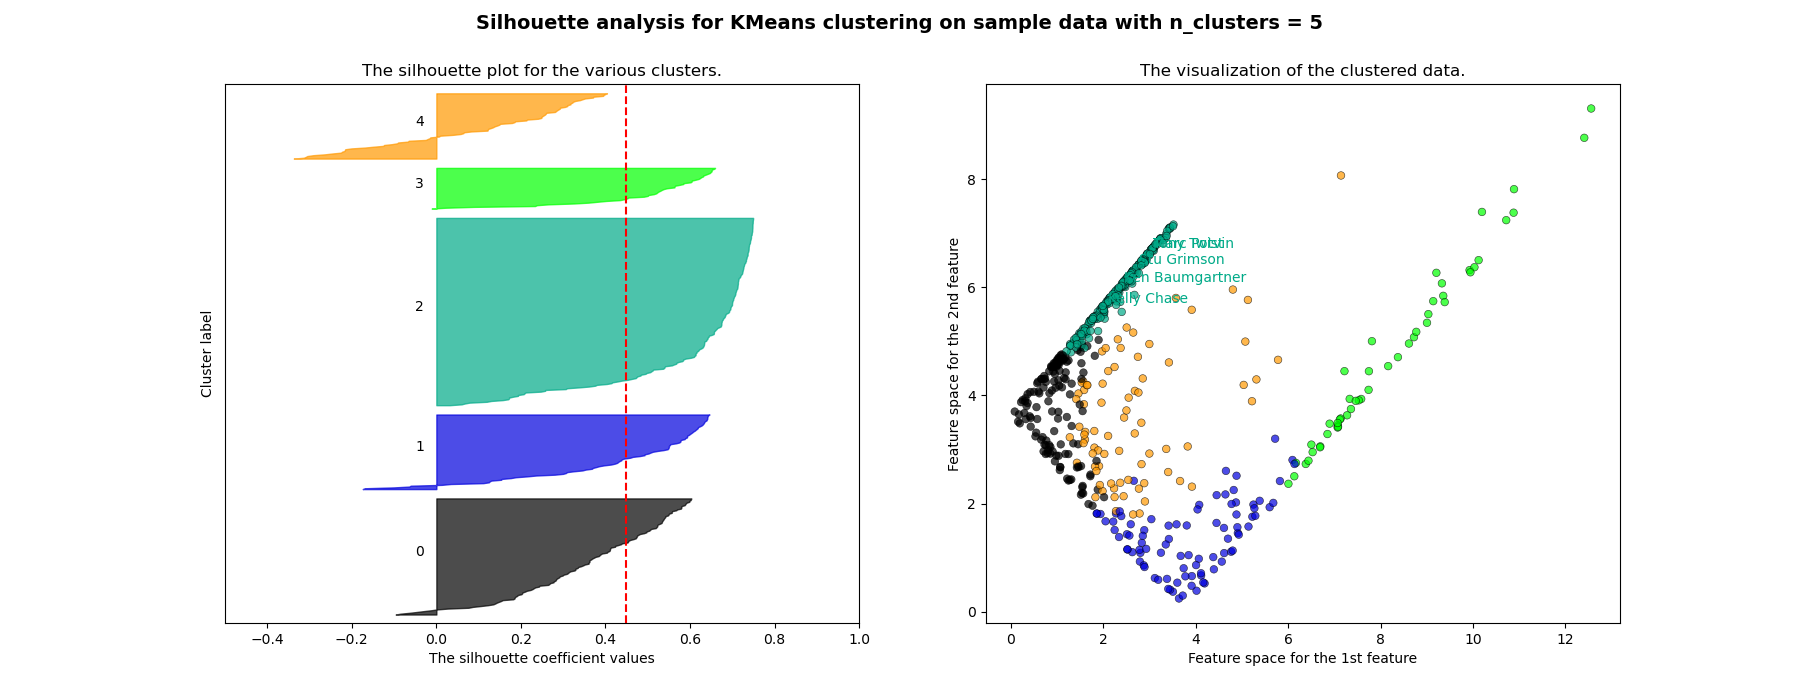 Silhouette analysis for KMeans clustering on sample data with n_clusters = 5
The silhouette plot for the various clusters.
4
3
2
1
0
Cluster label
−0.4 −0.2 0.0 0.2 0.4 0.6 0.8 1.0
The silhouette coefficient values
The visualization of the clustered data.
8
6
4
2
0
Feature space for the 2nd feature
Grimson
Baumgartner
Chase
0 2 4 6 8 10 12
Feature space for the 1st feature